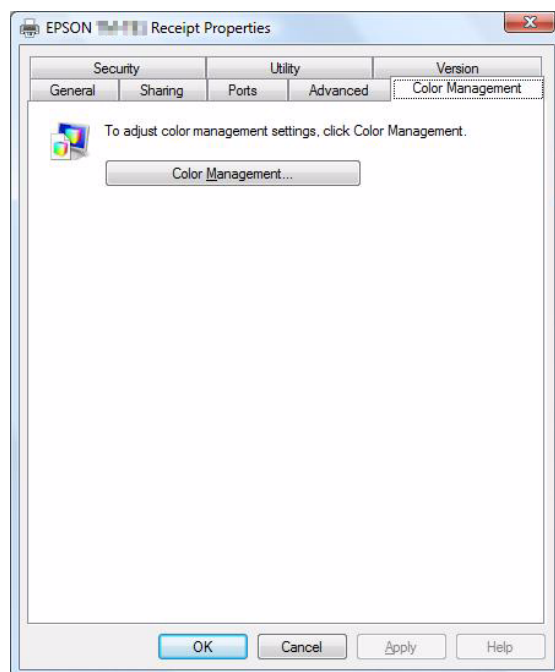 EPSON Receipt Properties
Security Utility Version
General Sharing Ports Advanced Color Management
To adjust color management settings, click Color Management.
Color Management...
OK Cancel Apply Help